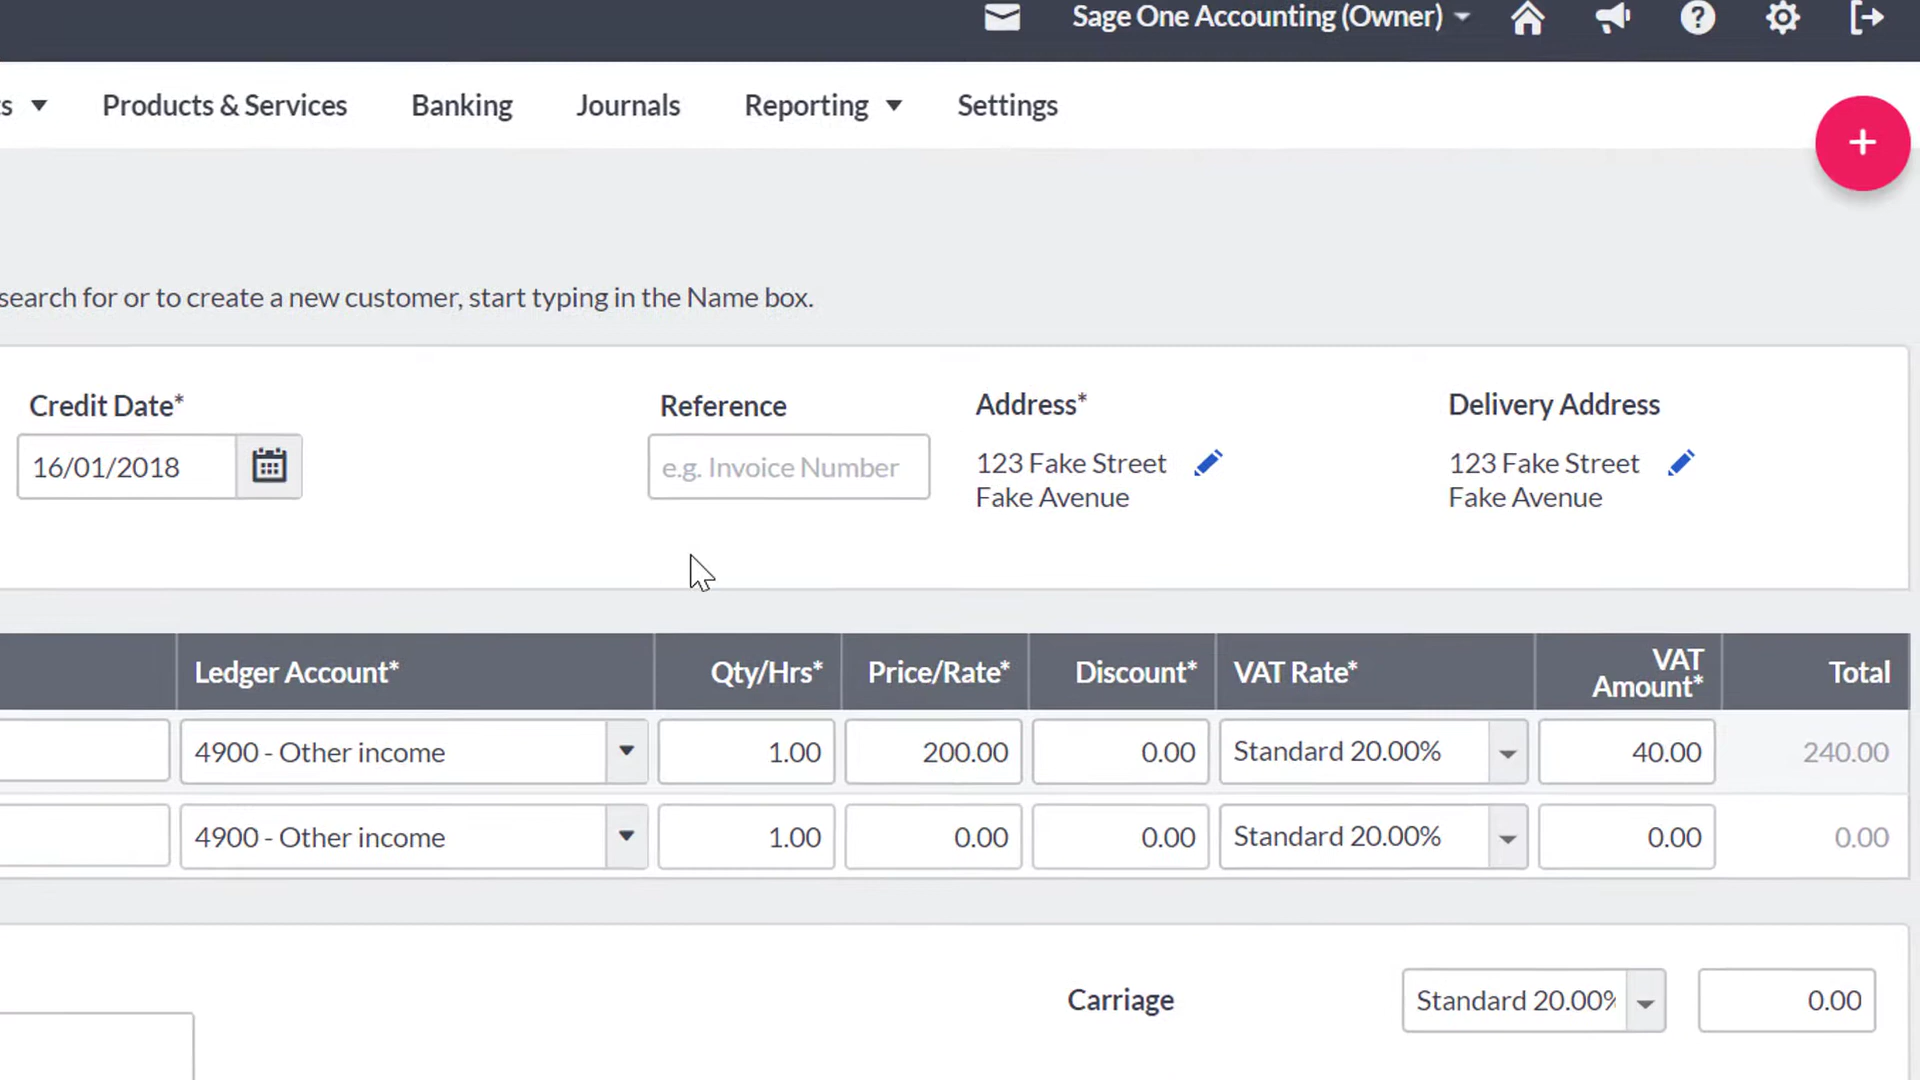 Sage One Accounting (Owner)
s Products & Services Banking Journals Reporting Settings
+
search for or to create a new customer, start typing in the Name box.
Credit Date* Reference Address* Delivery Address
16/01/2018 e.g. Invoice Number 123 Fake Street 123 Fake Street
Fake Avenue Fake Avenue
Ledger Account* Qty/Hrs* Price/Rate* Discount* VAT Rate* VAT Amount* Total
4900 - Other income 1.00 200.00 0.00 Standard 20.00% 40.00 240.00
4900 - Other income 1.00 0.00 0.00 Standard 20.00% 0.00 0.00
Carriage Standard 20.00% 0.00